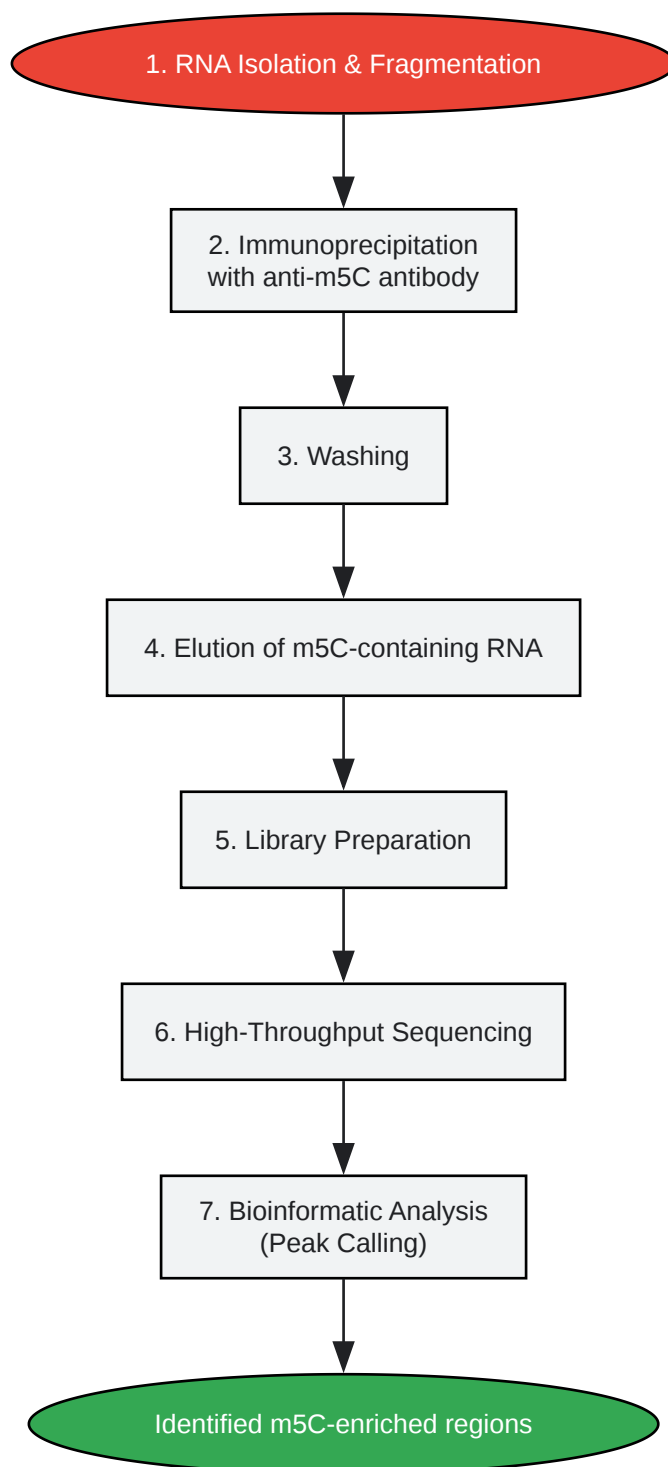 1. RNA Isolation & Fragmentation
2. Immunoprecipitation
with anti-m5C antibody
3. Washing
4. Elution of m5C-containing RNA
5. Library Preparation
6. High-Throughput Sequencing
7. Bioinformatic Analysis
(Peak Calling)
Identified m5C-enriched regions